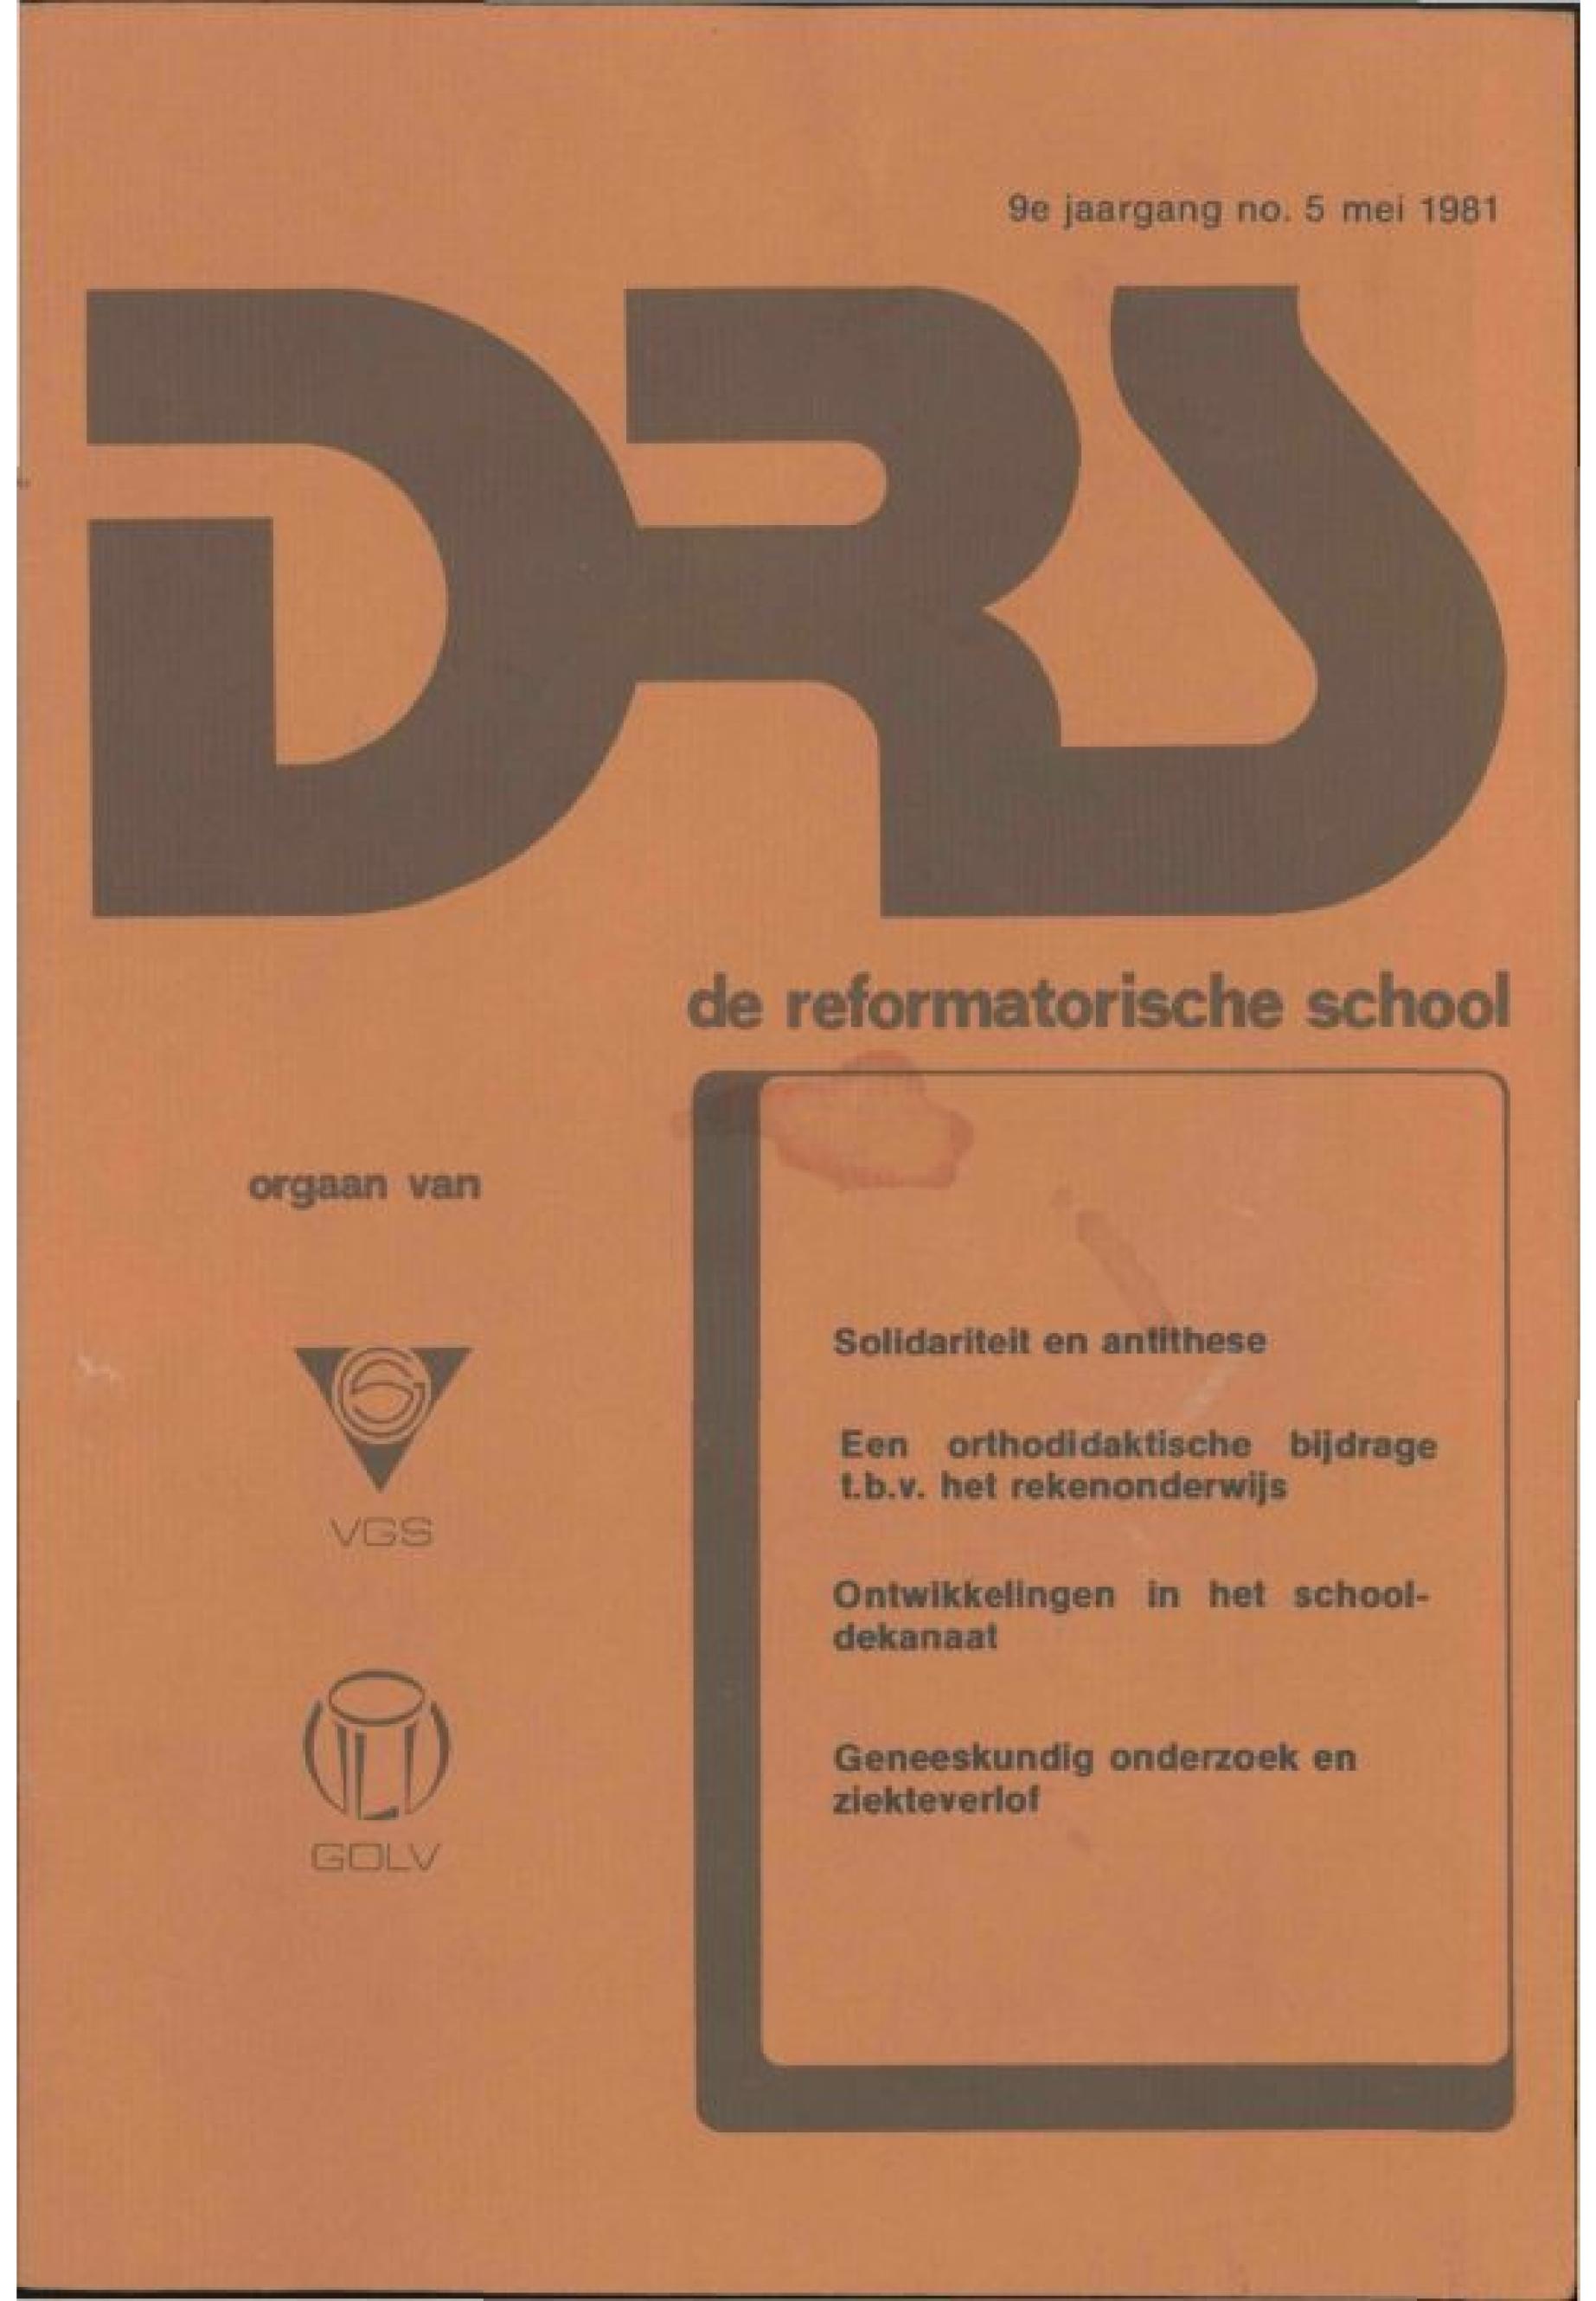 9e jaargang no. 5 mei 1981
DRS
de reformatorische school
orgaan van
VGS
GOLV
Solidariteit en antithese
Een orthodidaktische bijdrage
t.b.v. het rekenonderwijs
Ontwikkelingen in het school-
dekanaat
Geneeskundig onderzoek en
ziekteverlof